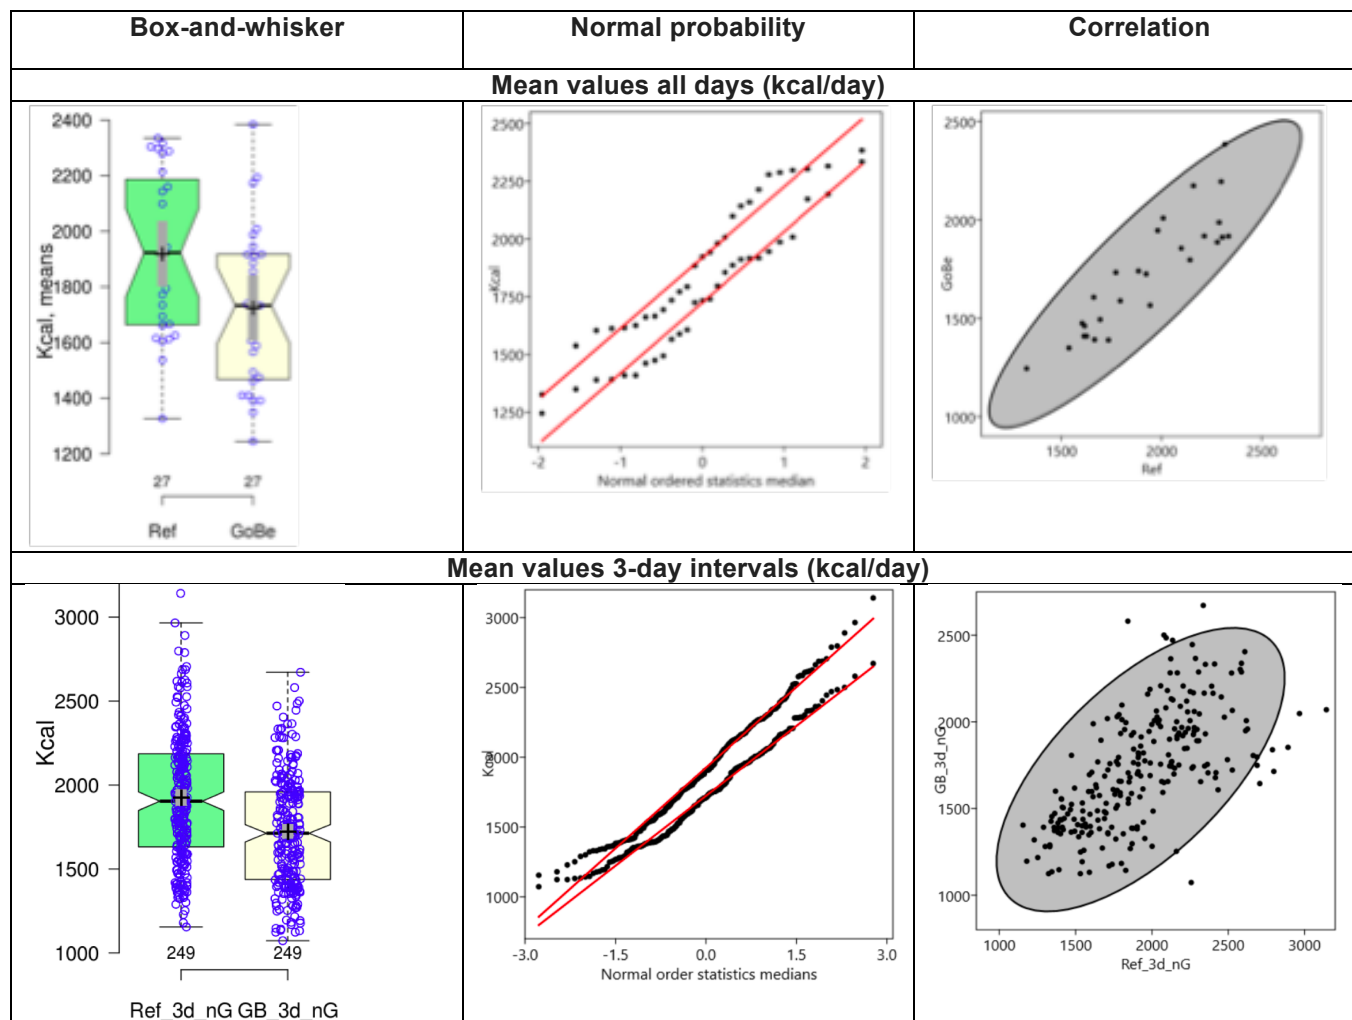 Box-and-whisker
Normal probability
Correlation
Mean values all days (kcal/day)
Kcal, means
2400
2200
2000
1800
1600
1400
1200
27
27
Ref
GoBe
Kcal
2500
2250
2000
1750
1500
1250
-2
-1
0
1
2
Normal ordered statistics median
GoBe
2500
2000
1500
1000
1500
2000
2500
Ref
Mean values 3-day intervals (kcal/day)
Kcal
3000
2500
2000
1500
1000
249
249
Ref_3d_nG
GB_3d_nG
Kcal
3000
2500
2000
1500
1000
-3.0
-1.5
0.0
1.5
3.0
Normal order statistics medians
GB_3d_nG
2500
2000
1500
1000
1000
1500
2000
2500
3000
Ref_3d_nG